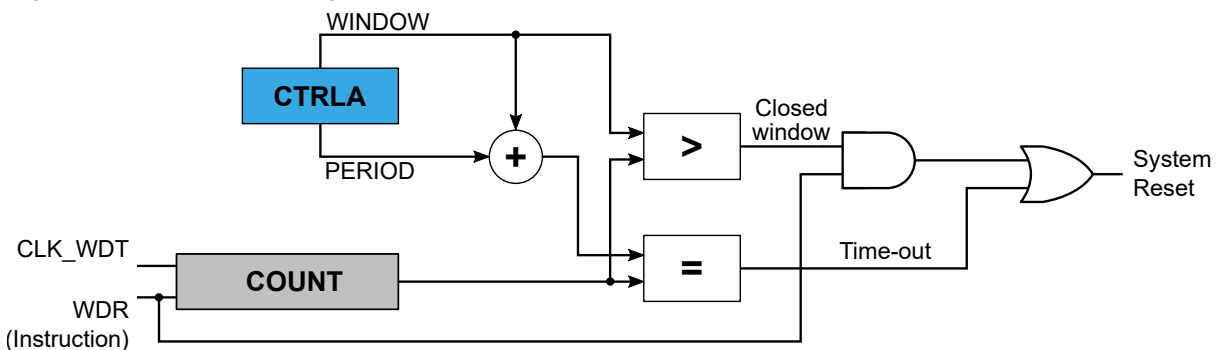 WINDOW
CTRLA
PERIOD
+
>
Closed
window
System
Reset
CLK_WDT
COUNT
=
Time-out
WDR
(Instruction)